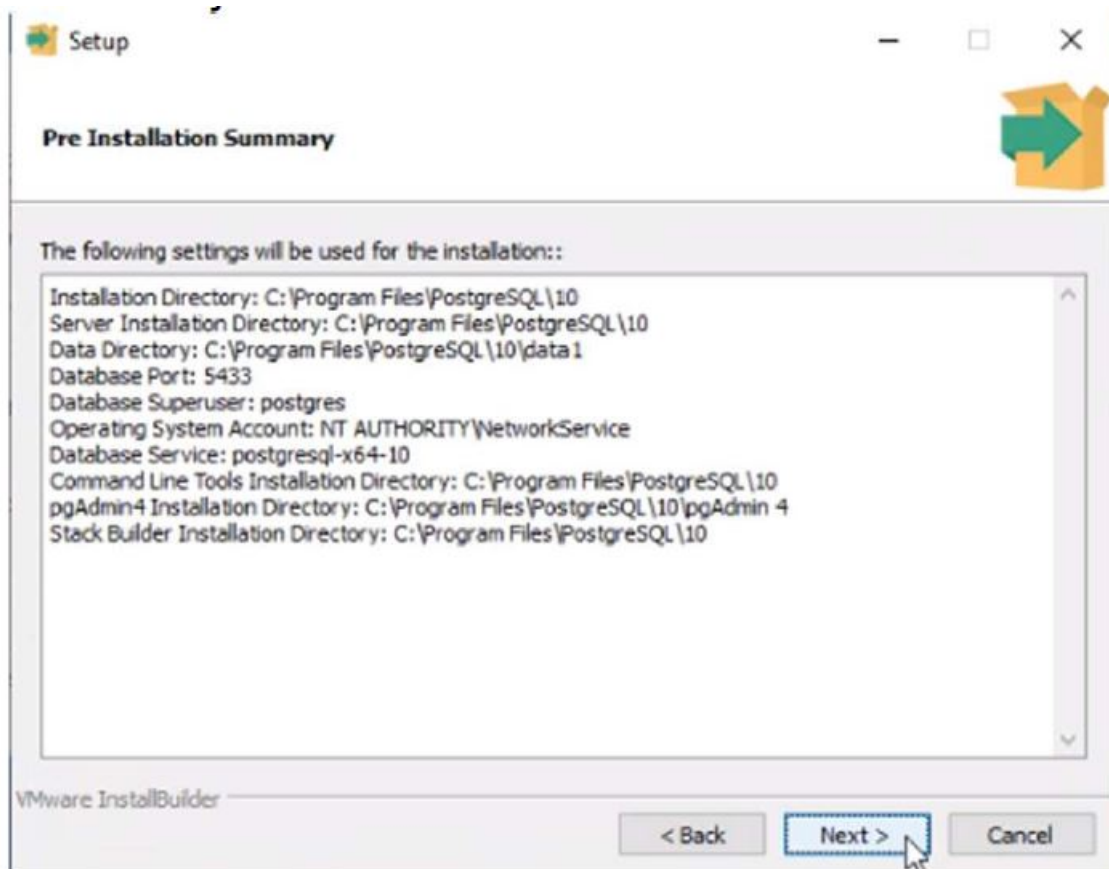 Setup
Pre Installation Summary
The following settings will be used for the installation::
Installation Directory: C:\Program Files\PostgreSQL\10
Server Installation Directory: C:\Program Files\PostgreSQL\10
Data Directory: C:\Program Files\PostgreSQL\10\data1
Database Port: 5433
Database Superuser: postgres
Operating System Account: NT AUTHORITY\NetworkService
Database Service: postgresql-x64-10
Command Line Tools Installation Directory: C:\Program Files\PostgreSQL\10
pgAdmin4 Installation Directory: C:\Program Files\PostgreSQL\10\pgAdmin 4
Stack Builder Installation Directory: C:\Program Files\PostgreSQL\10
VMware InstallBuilder
< Back Next > Cancel